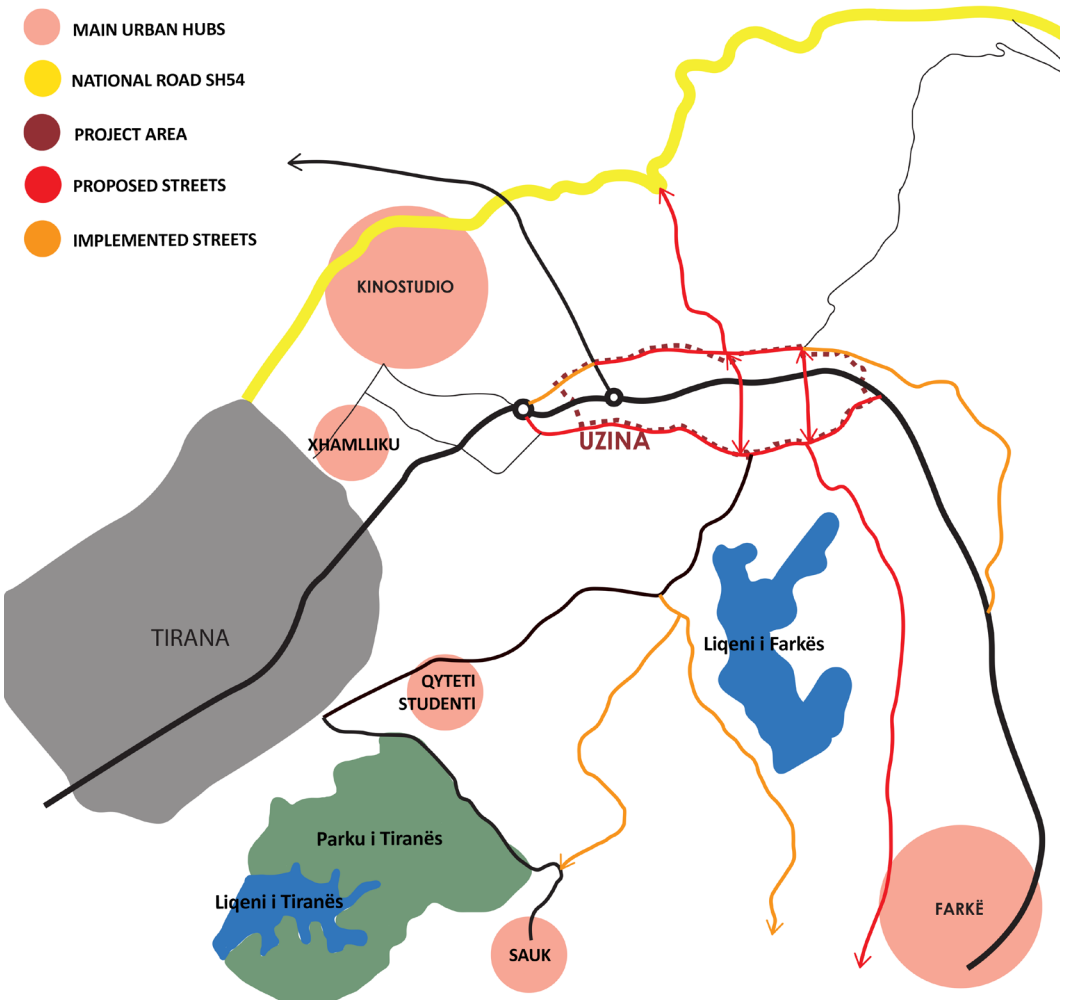 MAIN URBAN HUBS
NATIONAL ROAD SH54
PROJECT AREA
PROPOSED STREETS
IMPLEMENTED STREETS
KINOSTUDIO
XHAMLLIKU
UZINA
TIRANA
Liqeni i Farkës
QYTETI
STUDENTI
Parku i Tiranës
Liqeni i Tiranës
FARKË
SAUK